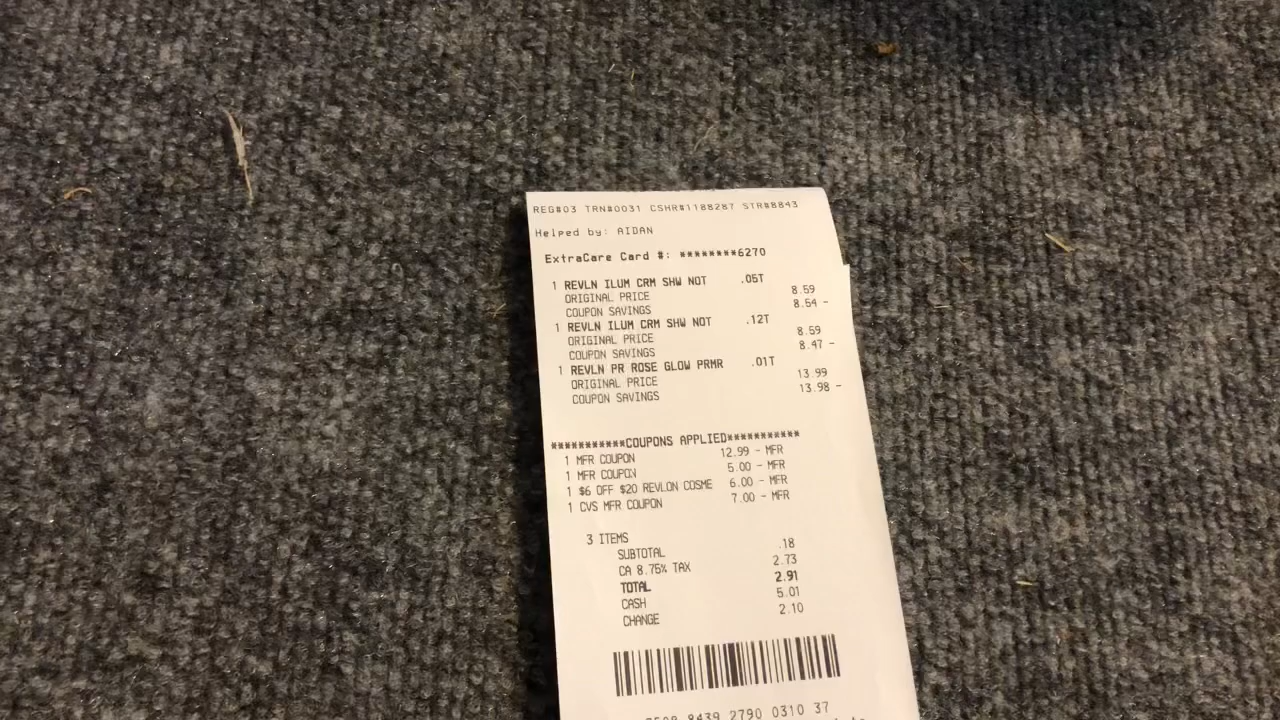 REG#03 TRN#0031 CSHR#1188287 STR#8843
Helped by: AIDAN
ExtraCare Card #: ********6270
1 REVLN ILUM CRM SHW NOT .05T
ORIGINAL PRICE 8.59
COUPON SAVINGS 8.54 -
1 REVLN ILUM CRM SHW NOT .12T
ORIGINAL PRICE 8.59
COUPON SAVINGS 8.47 -
1 REVLN PR ROSE GLOW PRMR .01T
ORIGINAL PRICE 13.99
COUPON SAVINGS 13.98 -
***********COUPONS APPLIED***********
1 MFR COUPON 12.99 - MFR
1 MFR COUPON 5.00 - MFR
1 $6 OFF $20 REVLON COSME 6.00 - MFR
1 CVS MFR COUPON 7.00 - MFR
3 ITEMS
SUBTOTAL .18
CA 8.75% TAX 2.73
TOTAL 2.91
CASH 5.01
CHANGE 2.10
8439 2790 0310 37